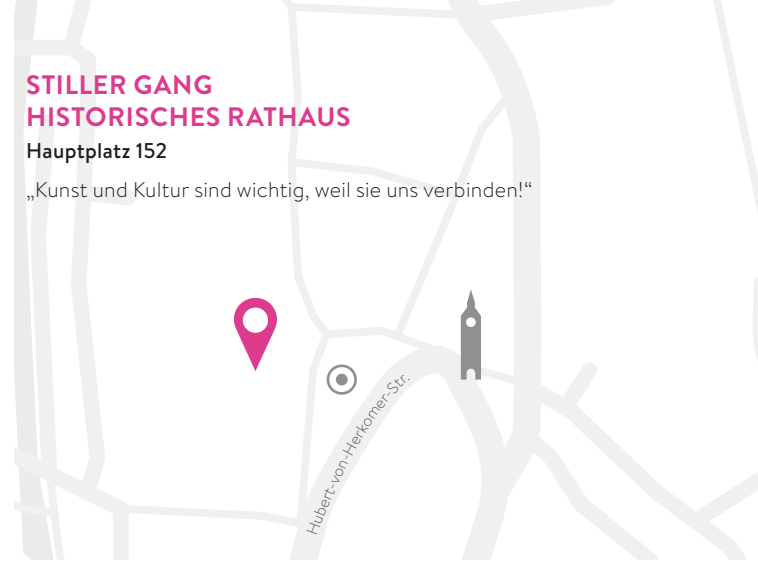 STILLER GANG
HISTORISCHES RATHAUS
Hauptplatz 152
„Kunst und Kultur sind wichtig, weil sie uns verbinden!“
Hubert-von-Herkomer-Str.